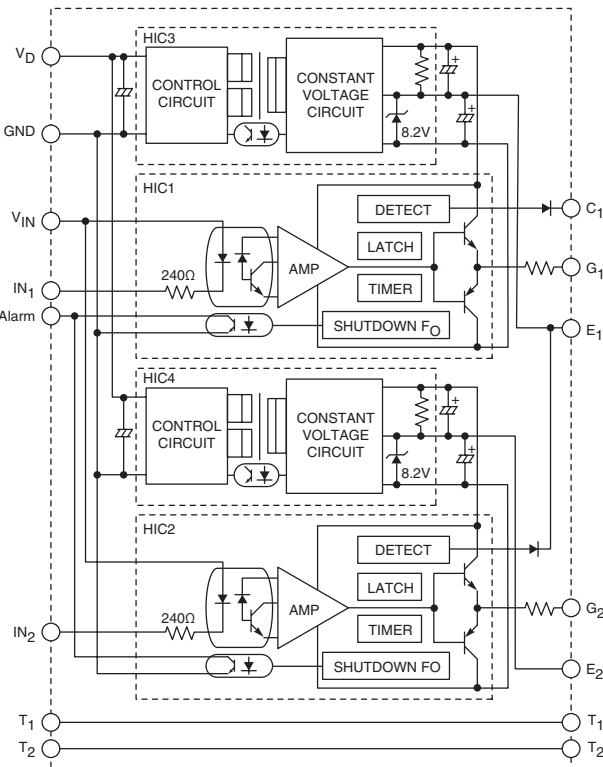 HIC3
V_D
CONTROL
CIRCUIT
CONSTANT
VOLTAGE
CIRCUIT
+
+
8.2V
GND
HIC1
V_IN
DETECT
C_1
LATCH
240Ω
AMP
G_1
IN_1
TIMER
Alarm
SHUTDOWN F_O
E_1
HIC4
CONTROL
CIRCUIT
CONSTANT
VOLTAGE
CIRCUIT
+
+
8.2V
HIC2
DETECT
LATCH
240Ω
AMP
G_2
IN_2
TIMER
SHUTDOWN FO
E_2
T_1
T_1
T_2
T_2